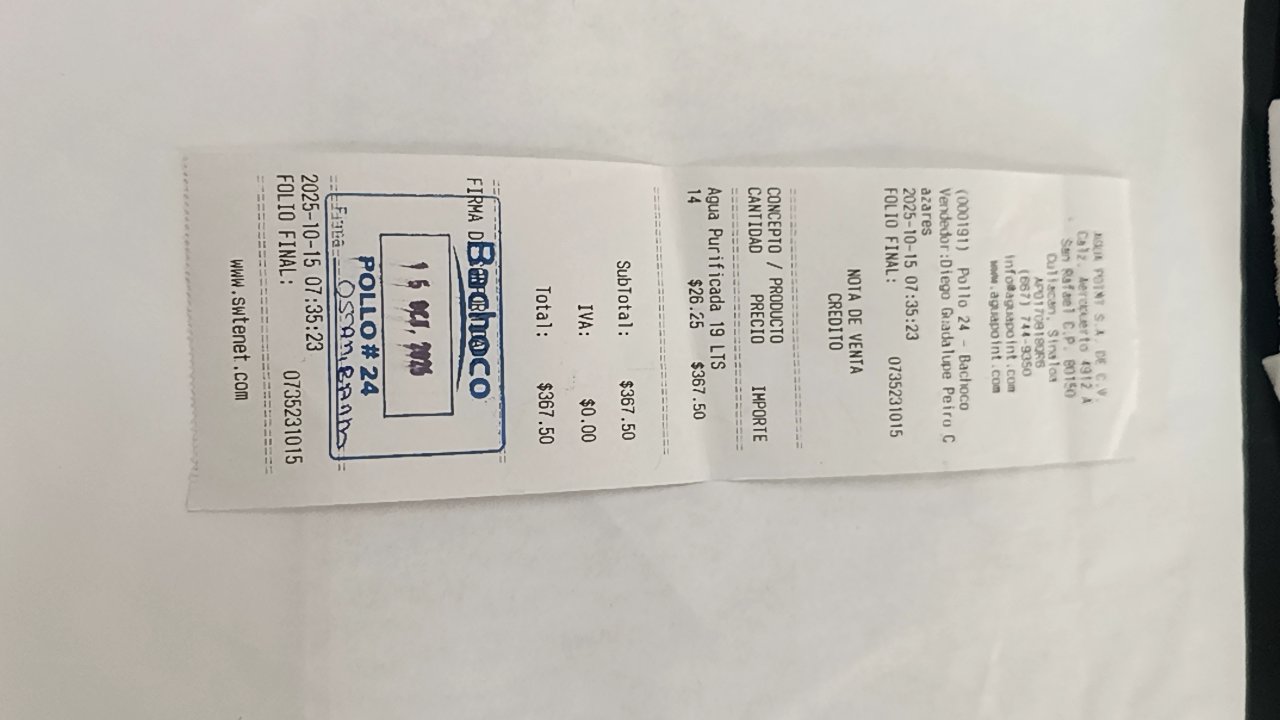 AGUA POINT S.A. DE C.V.
Calz. Aeropuerto 4912 A
San Rafael C.P. 80150
Culiacan, Sinaloa
(667) 744-9350
info@aguapoint.com
www.aguapoint.com
(000191) Pollo 24 - Bachoco
Vendedor:Diego Guadalupe Peiro C
azares
2025-10-15 07:35:23
FOLIO FINAL: 0735231015
NOTA DE VENTA
CREDITO
CONCEPTO / PRODUCTO
CANTIDAD PRECIO IMPORTE
Agua Purificada 19 LTS
14 $26.25 $367.50
SubTotal: $367.50
IVA: $0.00
Total: $367.50
FIRMA
Bachoco
15 OCT. 2025
POLLO # 24
Firma
2025-10-15 07:35:23
FOLIO FINAL: 0735231015
www.swtenet.com